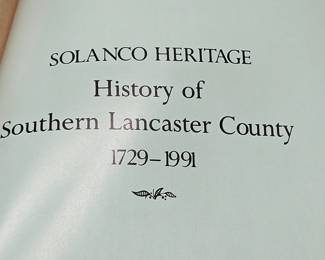 SOLANCO HERITAGE
History of
Southern Lancaster County
1729–1991